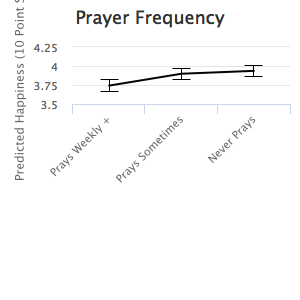 Prayer Frequency
Predicted Happiness (10 Point S
4.25
4
3.75
3.5
Prays Weekly +
Prays Sometimes
Never Prays